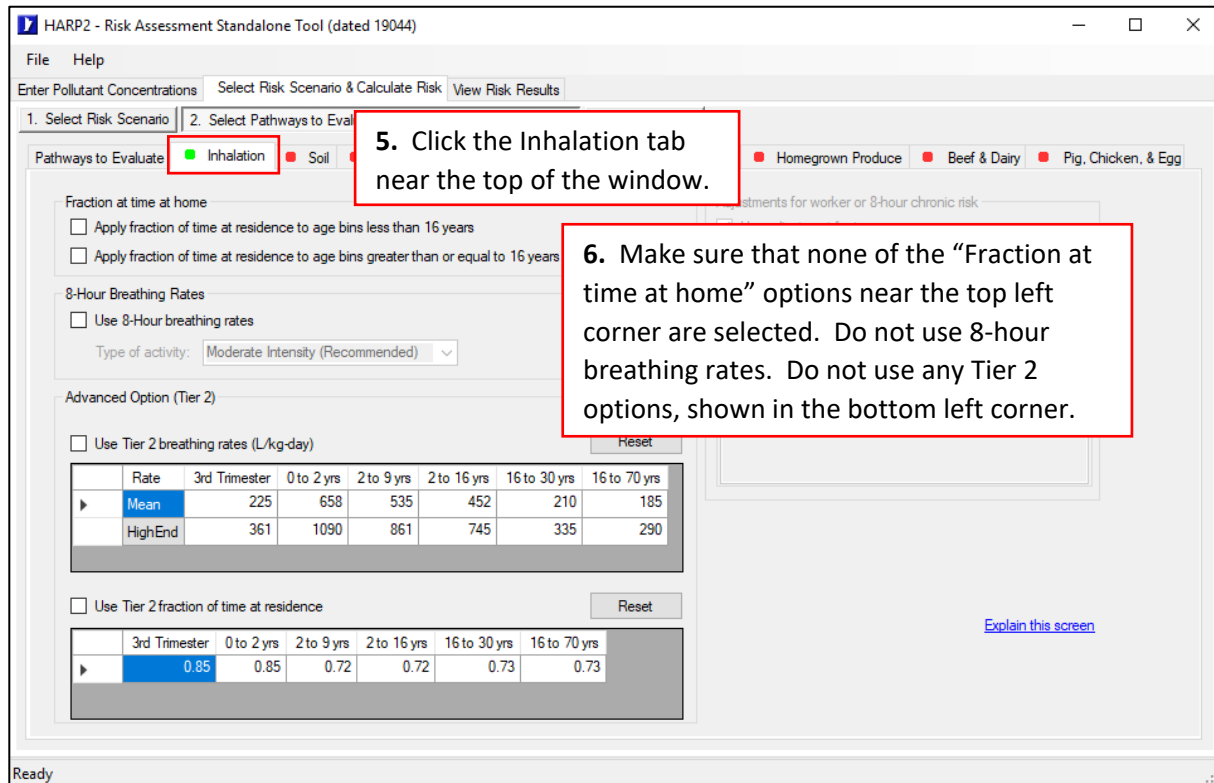 HARP2 - Risk Assessment Standalone Tool (dated 19044)
File Help
Enter Pollutant Concentrations Select Risk Scenario & Calculate Risk View Risk Results
1. Select Risk Scenario 2. Select Pathways to Eval
5. Click the Inhalation tab
near the top of the window.
Pathways to Evaluate Inhalation Soil Homegrown Produce Beef & Dairy Pig, Chicken, & Egg
Fraction at time at home
Apply fraction of time at residence to age bins less than 16 years
Apply fraction of time at residence to age bins greater than or equal to 16 years
Adjustments for worker or 8-hour chronic risk
6. Make sure that none of the “Fraction at
time at home” options near the top left
corner are selected. Do not use 8-hour
breathing rates. Do not use any Tier 2
options, shown in the bottom left corner.
8-Hour Breathing Rates
Use 8-Hour breathing rates
Type of activity: Moderate Intensity (Recommended)
Advanced Option (Tier 2)
Use Tier 2 breathing rates (L/kg-day) Reset
Rate 3rd Trimester 0 to 2 yrs 2 to 9 yrs 2 to 16 yrs 16 to 30 yrs 16 to 70 yrs
Mean 225 658 535 452 210 185
HighEnd 361 1090 861 745 335 290
Use Tier 2 fraction of time at residence Reset
3rd Trimester 0 to 2 yrs 2 to 9 yrs 2 to 16 yrs 16 to 30 yrs 16 to 70 yrs
0.85 0.85 0.72 0.72 0.73 0.73
Explain this screen
Ready